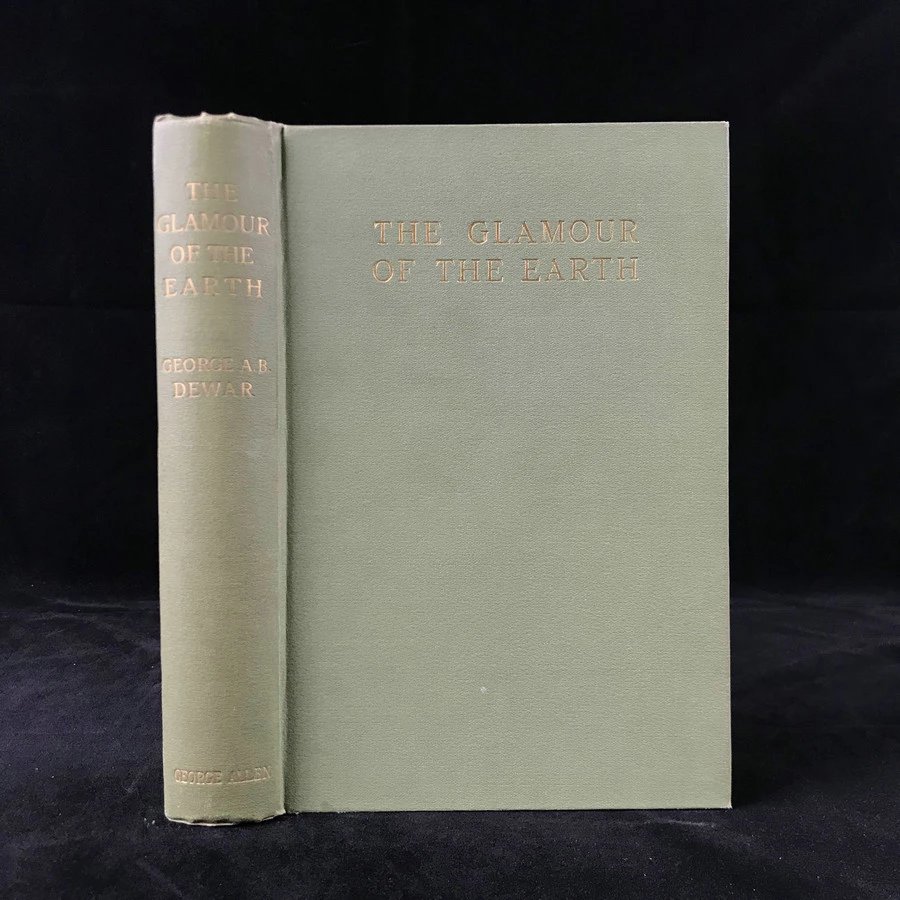 THE
GLAMOUR
OF THE
EARTH
GEORGE A.B.
DEWAR
GEORGE ALLEN
THE GLAMOUR
OF THE EARTH